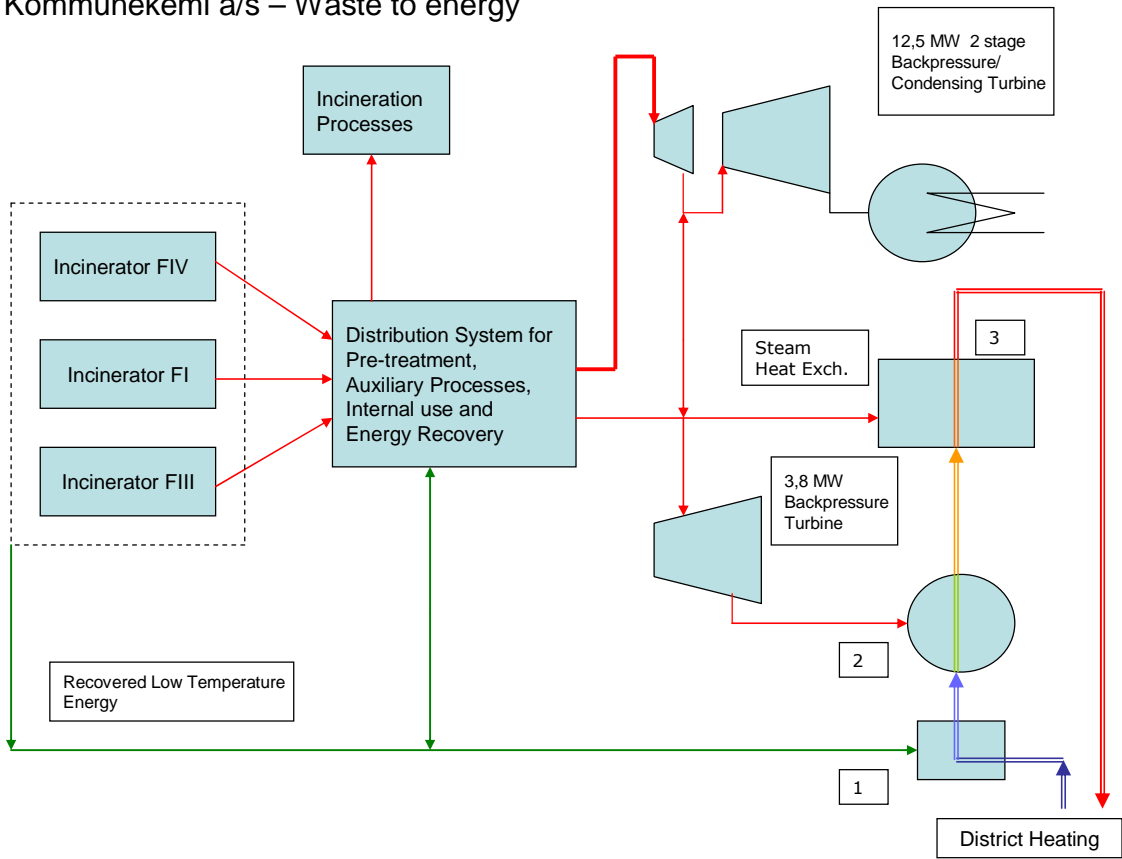 Kommunekemi a/s – Waste to energy
12,5 MW 2 stage
Backpressure/
Condensing Turbine
Incineration
Processes
Incinerator FIV
Incinerator FI
Incinerator FIII
Distribution System for
Pre-treatment,
Auxiliary Processes,
Internal use and
Energy Recovery
Steam
Heat Exch.
3
3,8 MW
Backpressure
Turbine
2
Recovered Low Temperature
Energy
1
District Heating